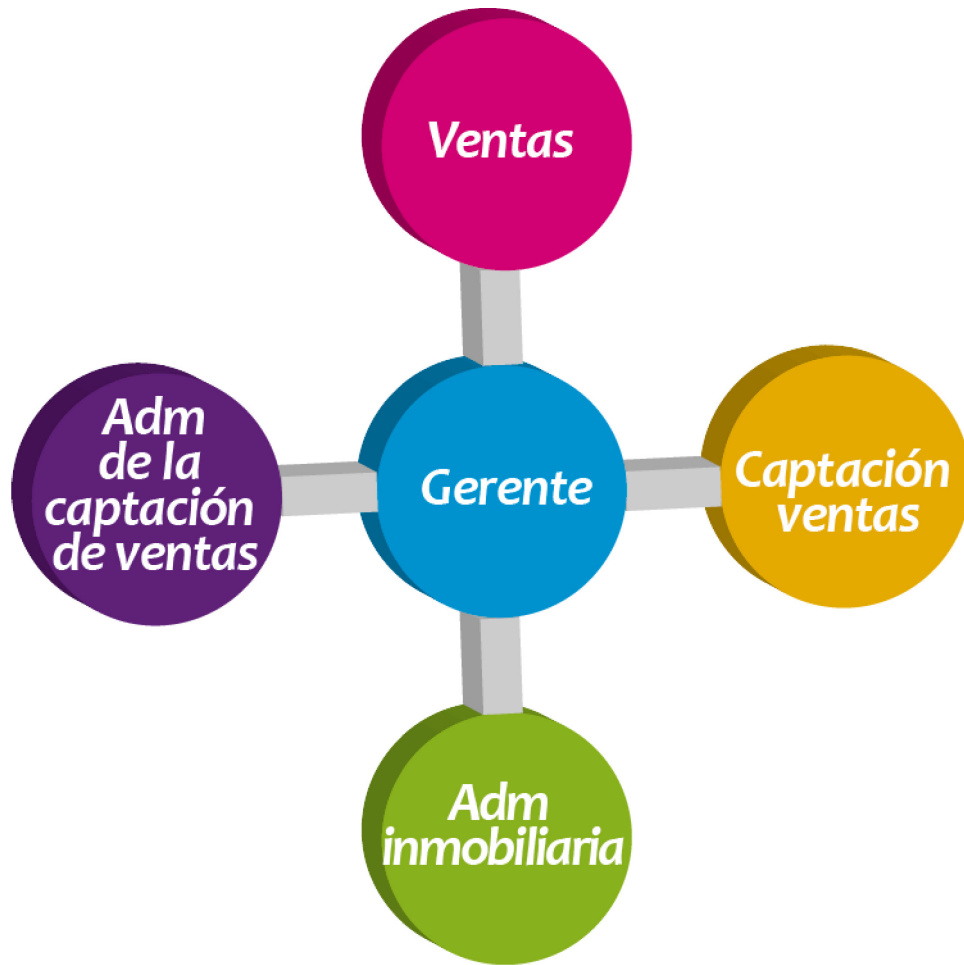 Ventas
Adm
de la
captación
de ventas
Gerente
Captación
ventas
Adm
inmobiliaria